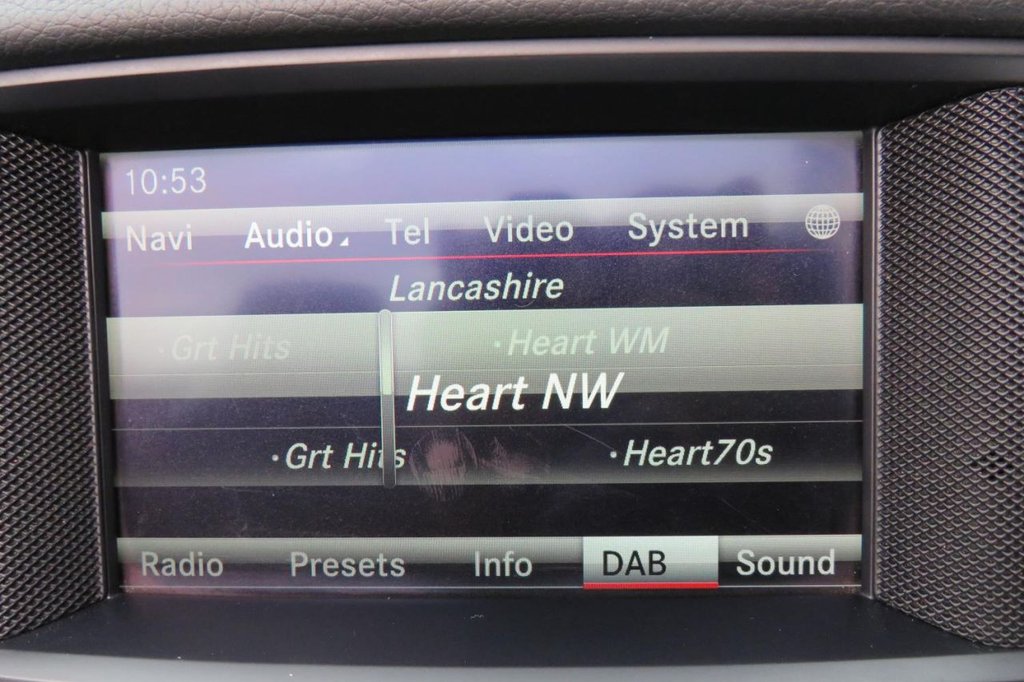 10:53
Navi Audio Tel Video System
Lancashire
·Grt Hits ·Heart WM
Heart NW
·Grt Hits ·Heart70s
Radio Presets Info DAB Sound